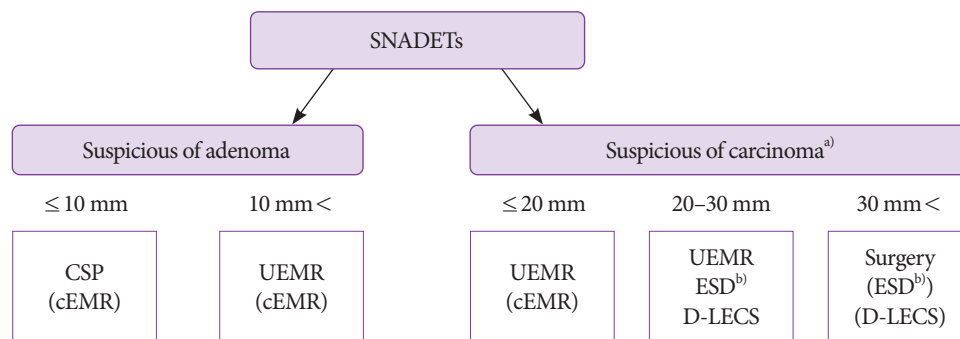 SNADETs
Suspicious of adenoma
Suspicious of carcinoma a)
≤ 10 mm
10 mm <
≤ 20 mm
20–30 mm
30 mm <
CSP
(cEMR)
UEMR
(cEMR)
UEMR
(cEMR)
UEMR
ESD b)
D-LECS
Surgery
(ESD b))
(D-LECS)